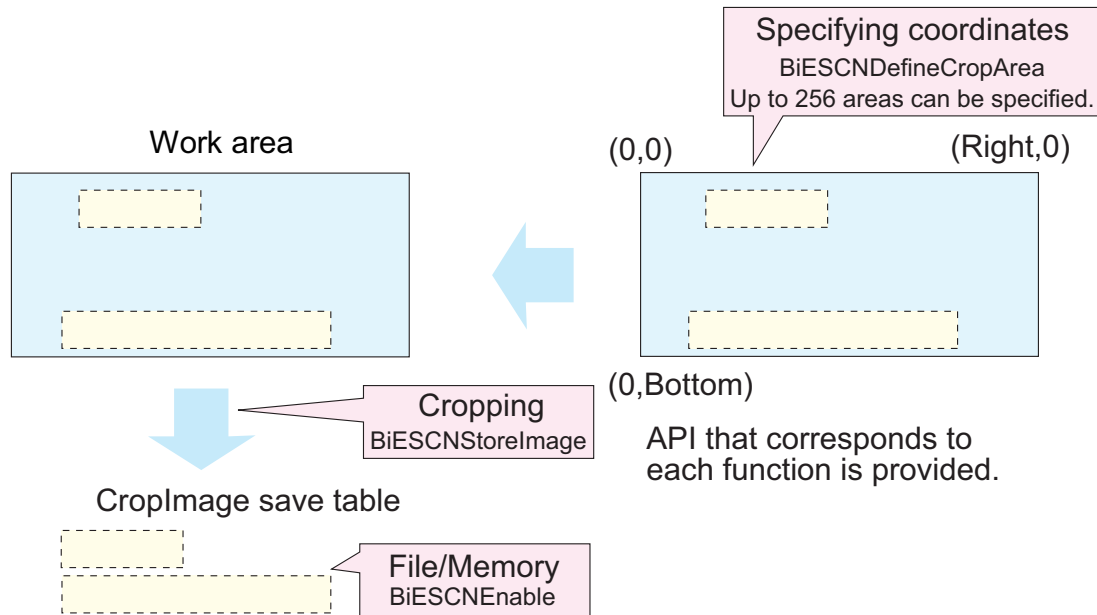 Specifying coordinates
BiESCNDefineCropArea
Up to 256 areas can be specified.
Work area
(0,0)
(Right,0)
(0,Bottom)
Cropping
BiESCNStoreImage
API that corresponds to
each function is provided.
CropImage save table
File/Memory
BiESCNEnable